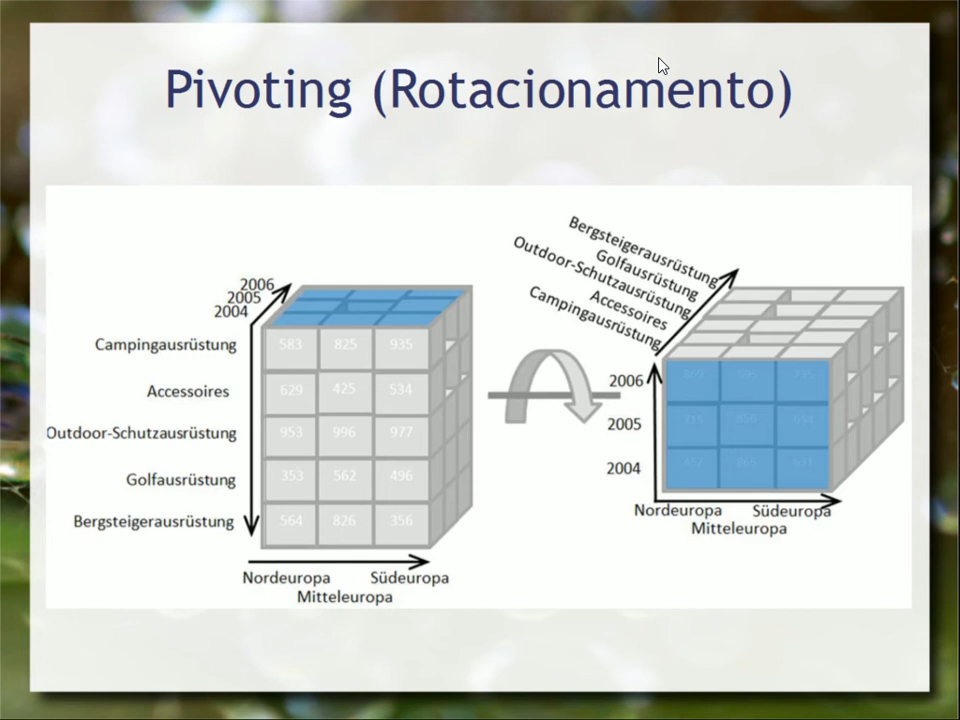 Pivoting (Rotacionamento)
2006
2005
2004
Campingausrüstung
583 825 935
Accessoires
629 425 534
Outdoor-Schutzausrüstung
953 996 977
Golfausrüstung
353 562 496
Bergsteigerausrüstung
564 826 356
Nordeuropa Südeuropa
Mitteleuropa
Bergsteigerausrüstung
Golfausrüstung
Outdoor-Schutzausrüstung
Accessoires
Campingausrüstung
2006
2005
2004
Nordeuropa Südeuropa
Mitteleuropa